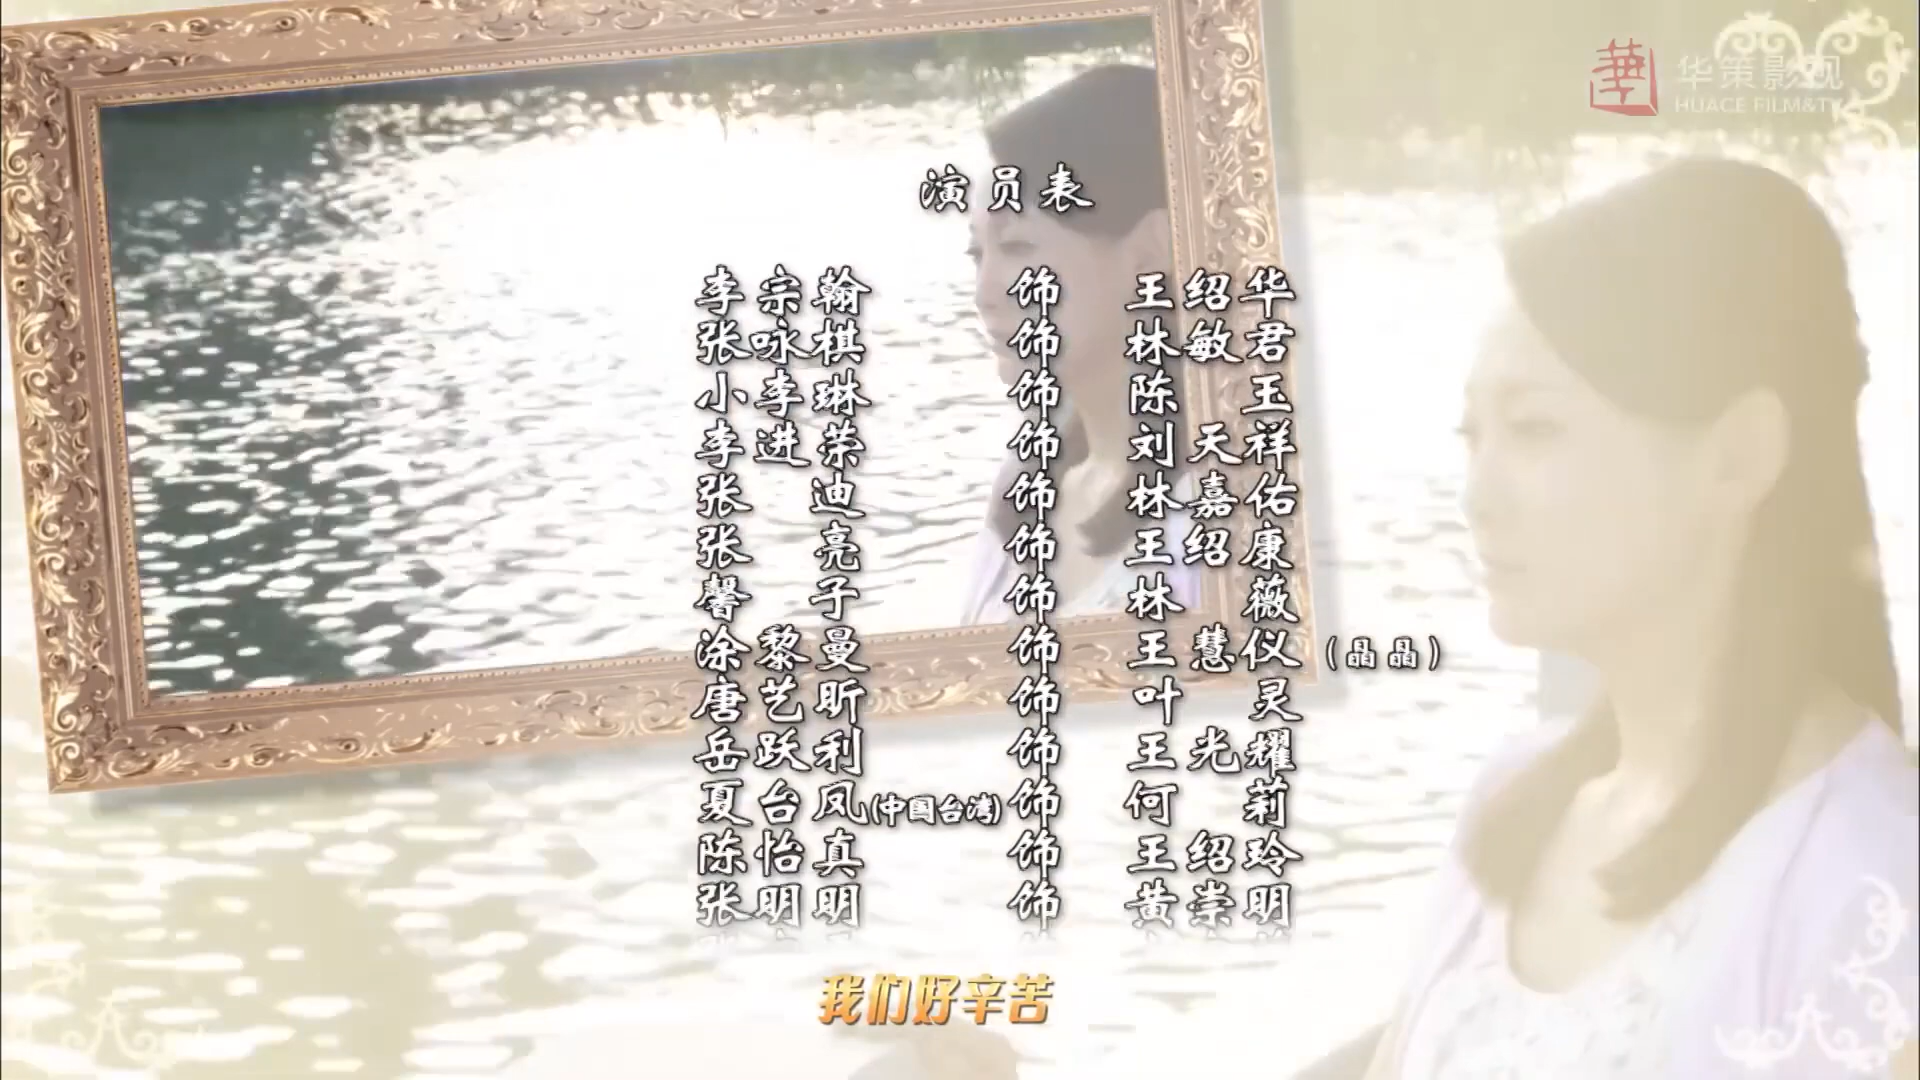 華 华策影视
HUACE FILM&TV
演员表
李宗翰 饰 王绍华
张咏棋 饰 林敏君
小李琳 饰 陈玉
李进荣 饰 刘天祥
张迪 饰 林嘉佑
张亮 饰 王绍康
馨子 饰 林薇
涂黎曼 饰 王慧仪（晶晶）
唐艺昕 饰 叶灵
岳跃利 饰 王光耀
夏台凤(中国台湾) 饰 何莉
陈怡真 饰 王绍玲
张明明 饰 黄崇明
我们好辛苦